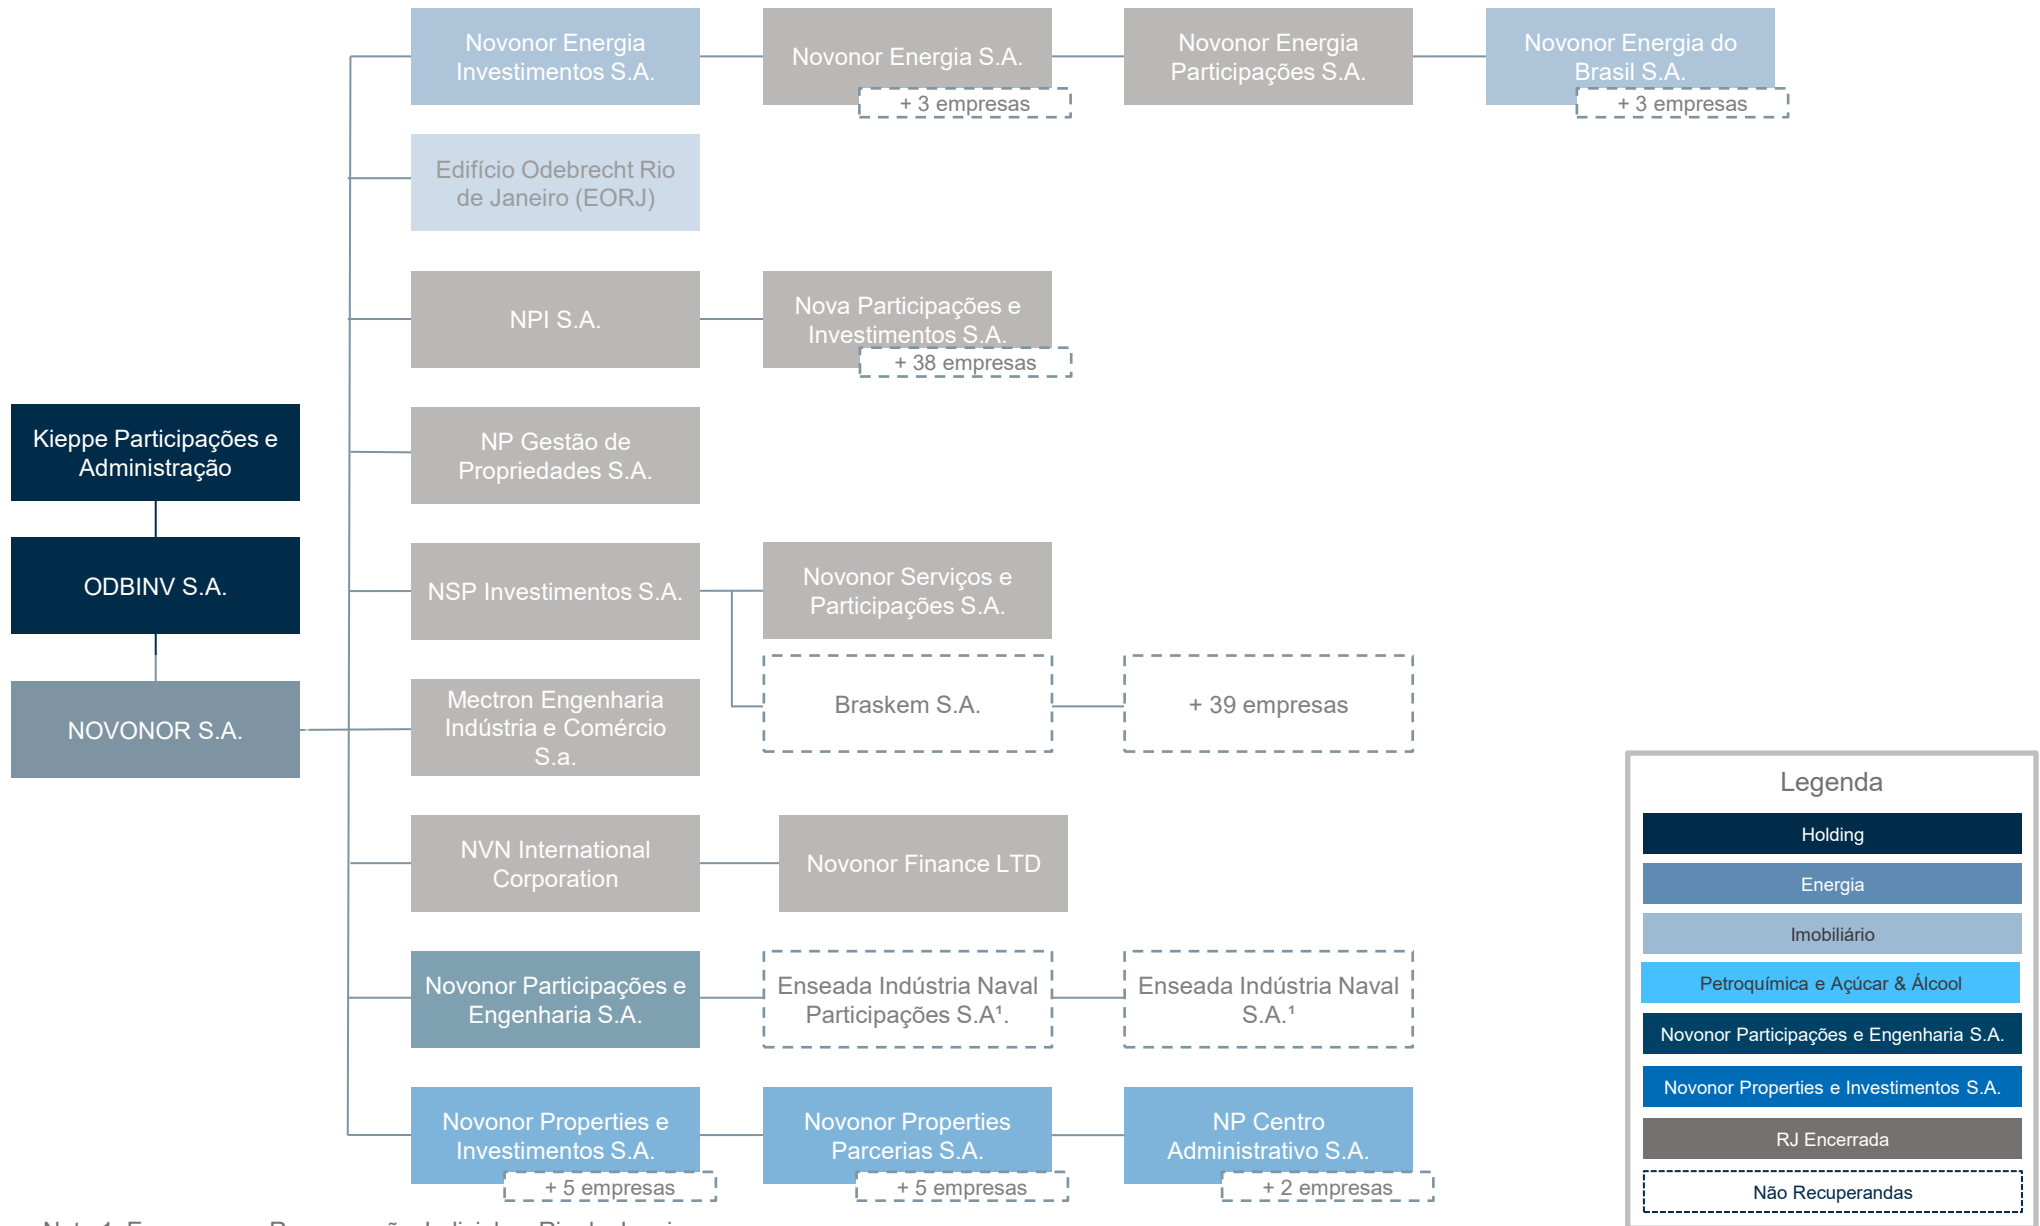 Novonor Energia
Investimentos S.A.
Novonor Energia S.A.
+ 3 empresas
Novonor Energia
Participações S.A.
Novonor Energia do
Brasil S.A.
+ 3 empresas
Edifício Odebrecht Rio
de Janeiro (EORJ)
NPI S.A.
Nova Participações e
Investimentos S.A.
+ 38 empresas
Kieppe Participações e
Administração
NP Gestão de
Propriedades S.A.
ODBINV S.A.
NSP Investimentos S.A.
Novonor Serviços e
Participações S.A.
Braskem S.A.
+ 39 empresas
NOVONOR S.A.
Mectron Engenharia
Indústria e Comércio
S.a.
NVN International
Corporation
Novonor Finance LTD
Novonor Participações e
Engenharia S.A.
Enseada Indústria Naval
Participações S.A¹.
Enseada Indústria Naval
S.A.¹
Novonor Properties e
Investimentos S.A.
+ 5 empresas
Novonor Properties
Parcerias S.A.
+ 5 empresas
NP Centro
Administrativo S.A.
+ 2 empresas
Legenda
Holding
Energia
Imobiliário
Petroquímica e Açúcar & Álcool
Novonor Participações e Engenharia S.A.
Novonor Properties e Investimentos S.A.
RJ Encerrada
Não Recuperandas